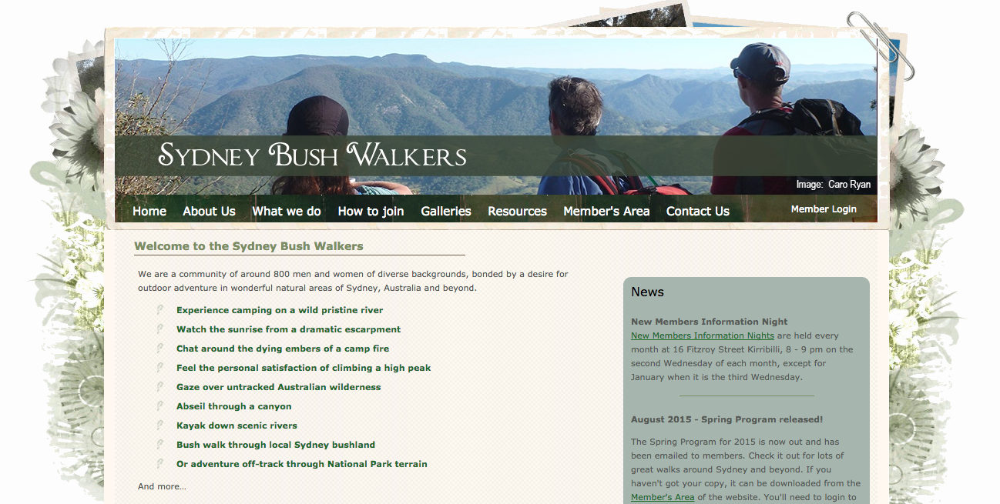 Sydney Bush Walkers
Image: Caro Ryan
Home About Us What we do How to join Galleries Resources Member's Area Contact Us Member Login
Welcome to the Sydney Bush Walkers
We are a community of around 800 men and women of diverse backgrounds, bonded by a desire for
outdoor adventure in wonderful natural areas of Sydney, Australia and beyond.
Experience camping on a wild pristine river
Watch the sunrise from a dramatic escarpment
Chat around the dying embers of a camp fire
Feel the personal satisfaction of climbing a high peak
Gaze over untracked Australian wilderness
Abseil through a canyon
Kayak down scenic rivers
Bush walk through local Sydney bushland
Or adventure off-track through National Park terrain
And more...
News
New Members Information Night
New Members Information Nights are held every
month at 16 Fitzroy Street Kirribilli, 8 - 9 pm on the
second Wednesday of each month, except for
January when it is the third Wednesday.
August 2015 - Spring Program released!
The Spring Program for 2015 is now out and has
been emailed to members. Check it out for lots of
great walks around Sydney and beyond. If you
haven't got your copy, it can be downloaded from the
Member's Area of the website. You'll need to login to